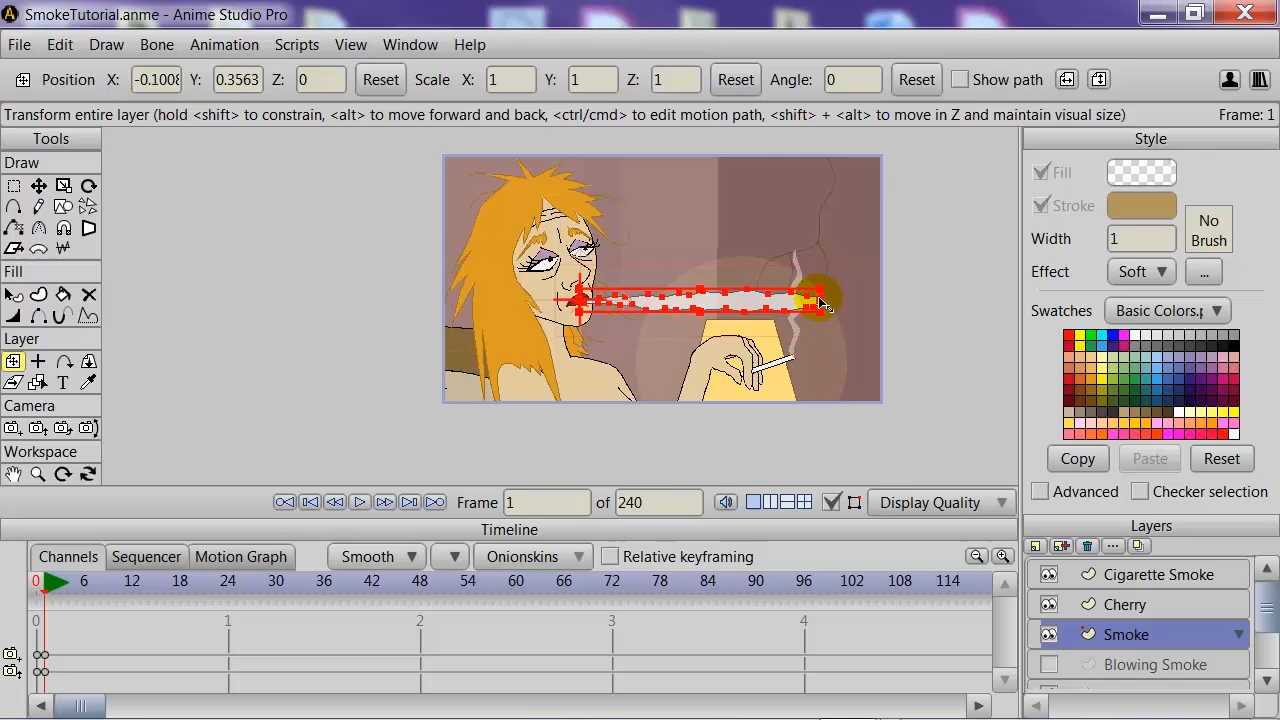 SmokeTutorial.anme - Anime Studio Pro
File Edit Draw Bone Animation Scripts View Window Help
Position X: -0.1008 Y: 0.3563 Z: 0 Reset Scale X: 1 Y: 1 Z: 1 Reset Angle: 0 Reset Show path
Transform entire layer (hold <shift> to constrain, <alt> to move forward and back, <ctrl/cmd> to edit motion path, <shift> + <alt> to move in Z and maintain visual size) Frame: 1
Tools
Draw
Fill
Layer
Camera
Workspace
Style
Fill
Stroke
No
Brush
Width 1
Effect Soft ...
Swatches Basic Colors.p
Copy Paste Reset
Advanced Checker selection
Frame 1 of 240 Display Quality
Timeline
Channels Sequencer Motion Graph Smooth Onionskins Relative keyframing
0 6 12 18 24 30 36 42 48 54 60 66 72 78 84 90 96 102 108 114
0 1 2 3 4
Layers
Cigarette Smoke
Cherry
Smoke
Blowing Smoke